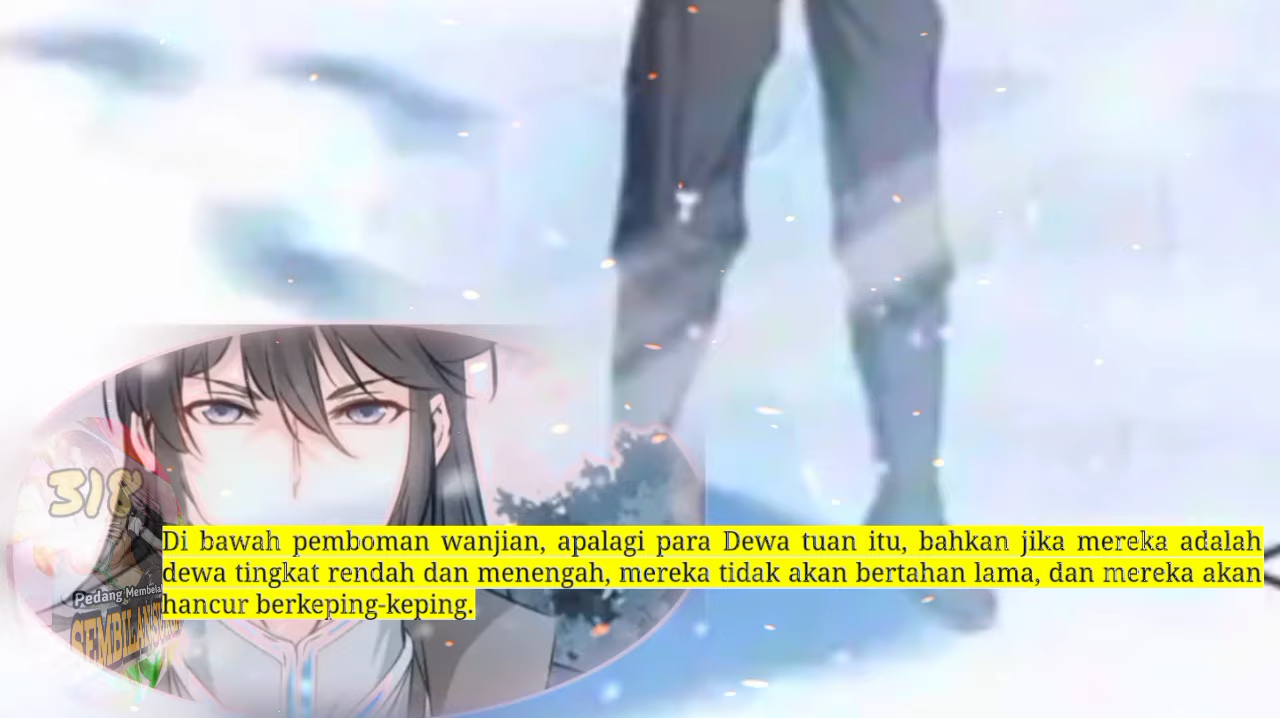 318
Di bawah pemboman wanjian, apalagi para Dewa tuan itu, bahkan jika mereka adalah
dewa tingkat rendah dan menengah, mereka tidak akan bertahan lama, dan mereka akan
hancur berkeping-keping.
Pedang